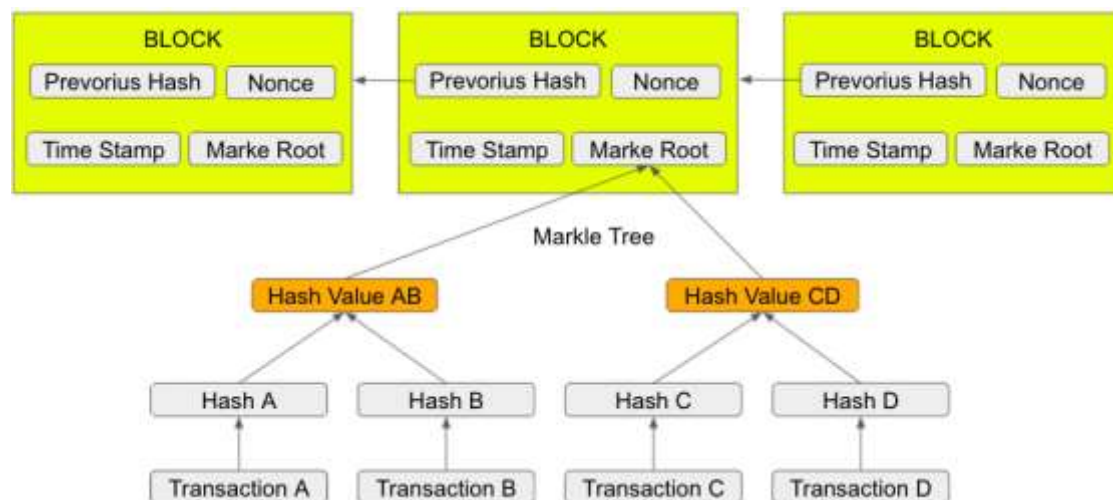 BLOCK BLOCK BLOCK
Prevorius Hash Nonce Prevorius Hash Nonce Prevorius Hash Nonce
Time Stamp Marke Root Time Stamp Marke Root Time Stamp Marke Root
Markle Tree
Hash Value AB Hash Value CD
Hash A Hash B Hash C Hash D
Transaction A Transaction B Transaction C Transaction D